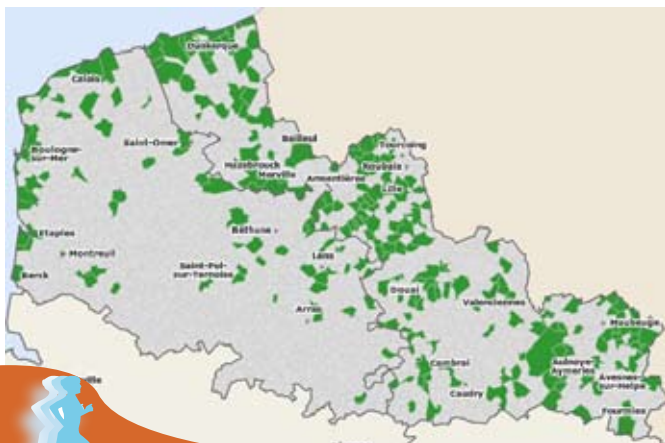 Dunkerque
Calais
Bailleul
Saint-Omer
Tourcoing
Boulogne-
sur-Mer
Hazebrouck
Roubaix
Merville
Armentières
Lille
Etaples
Béthune
Montreuil
Lens
Berck
Saint-Pol-
sur-Ternoise
Douai
Valenciennes
Arras
Maubeuge
Cambrai
Aulnoye-
Aymeries
Avesnes-
sur-Helpe
Caudry
Fourmies